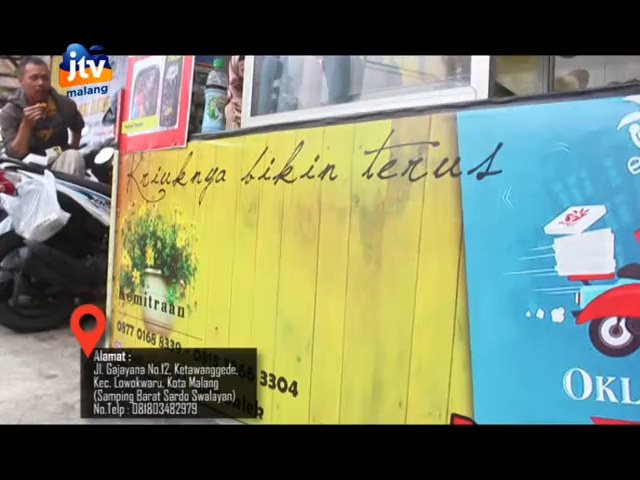 jtv
malang
Kriuknya bikin terus
Kemitraan
0877 0168 8339
3304
OKL
Alamat :
Jl. Gajayana No.12, Ketawanggede,
Kec. Lowokwaru, Kota Malang
(Samping Barat Sardo Swalayan)
No.Telp : 081803482979